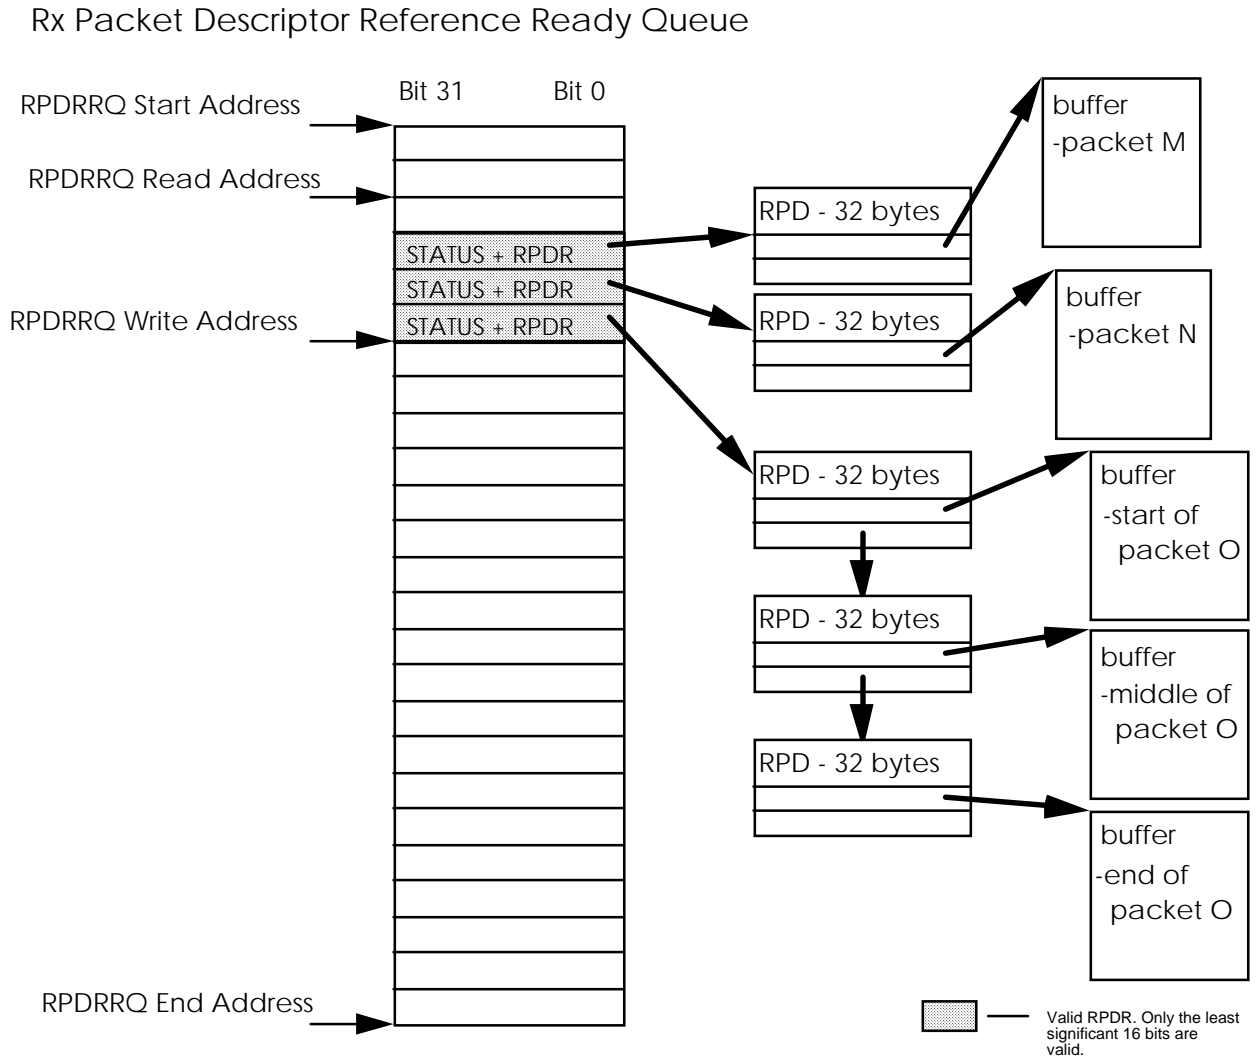 Rx Packet Descriptor Reference Ready Queue
Bit 31 Bit 0
RPDRRQ Start Address
RPDRRQ Read Address
RPDRRQ Write Address
RPDRRQ End Address
STATUS + RPDR
STATUS + RPDR
STATUS + RPDR
RPD - 32 bytes
RPD - 32 bytes
RPD - 32 bytes
RPD - 32 bytes
RPD - 32 bytes
buffer
-packet M
buffer
-packet N
buffer
-start of
packet O
buffer
-middle of
packet O
buffer
-end of
packet O
Valid RPDR. Only the least
significant 16 bits are
valid.